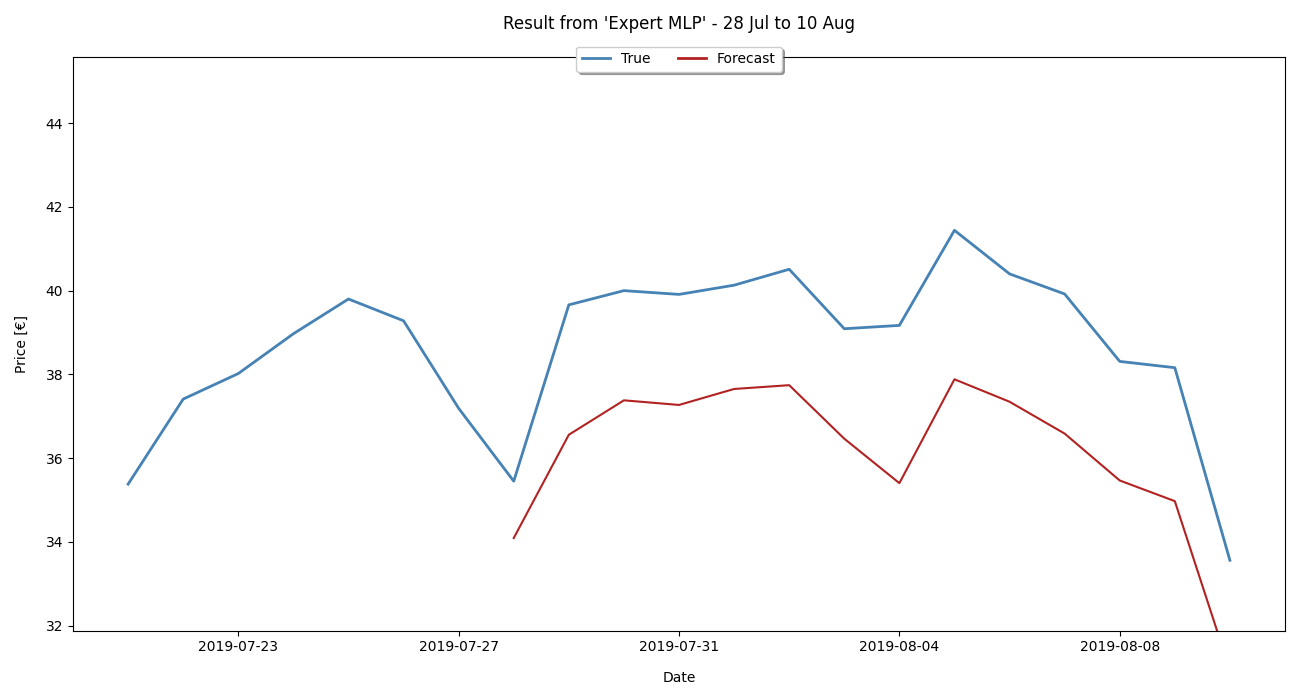 Result from 'Expert MLP' - 28 Jul to 10 Aug
True
Forecast
44
42
40
38
36
34
32
Price [€]
2019-07-23
2019-07-27
2019-07-31
2019-08-04
2019-08-08
Date